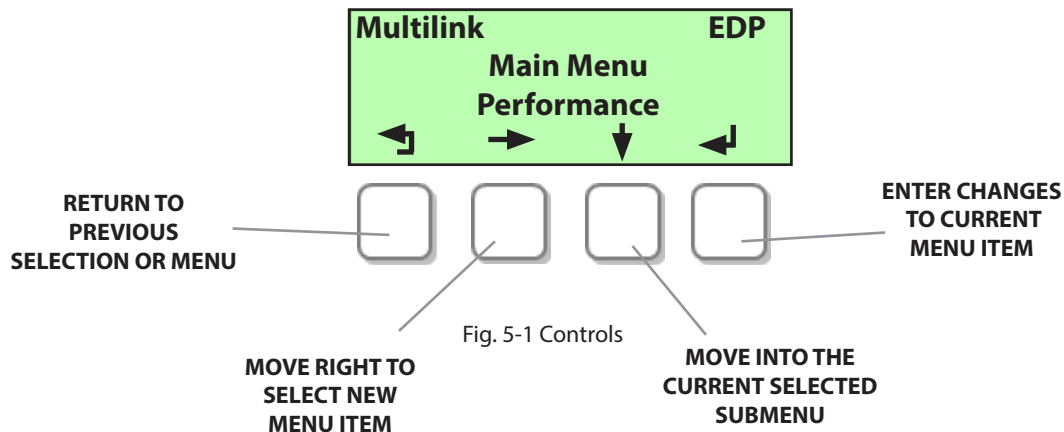 Multilink EDP
Main Menu
Performance
RETURN TO
PREVIOUS
SELECTION OR MENU
ENTER CHANGES
TO CURRENT
MENU ITEM
Fig. 5-1 Controls
MOVE RIGHT TO
SELECT NEW
MENU ITEM
MOVE INTO THE
CURRENT SELECTED
SUBMENU